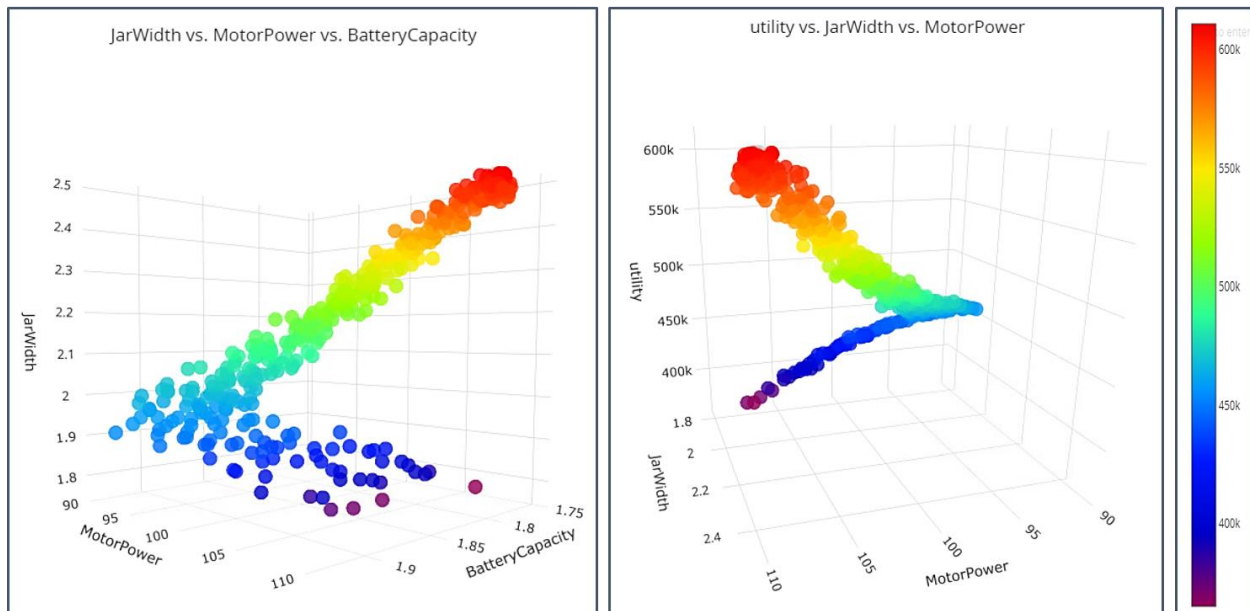 JarWidth vs. MotorPower vs. BatteryCapacity
2.5
2.4
2.3
2.2
2.1
2
1.9
1.8
JarWidth
90
95
100
105
110
MotorPower
1.9
1.85
1.8
1.75
BatteryCapacity
utility vs. JarWidth vs. MotorPower
600k
550k
500k
450k
400k
utility
1.8
2
2.2
2.4
JarWidth
110
105
100
95
90
MotorPower
o enter
600k
550k
500k
450k
400k